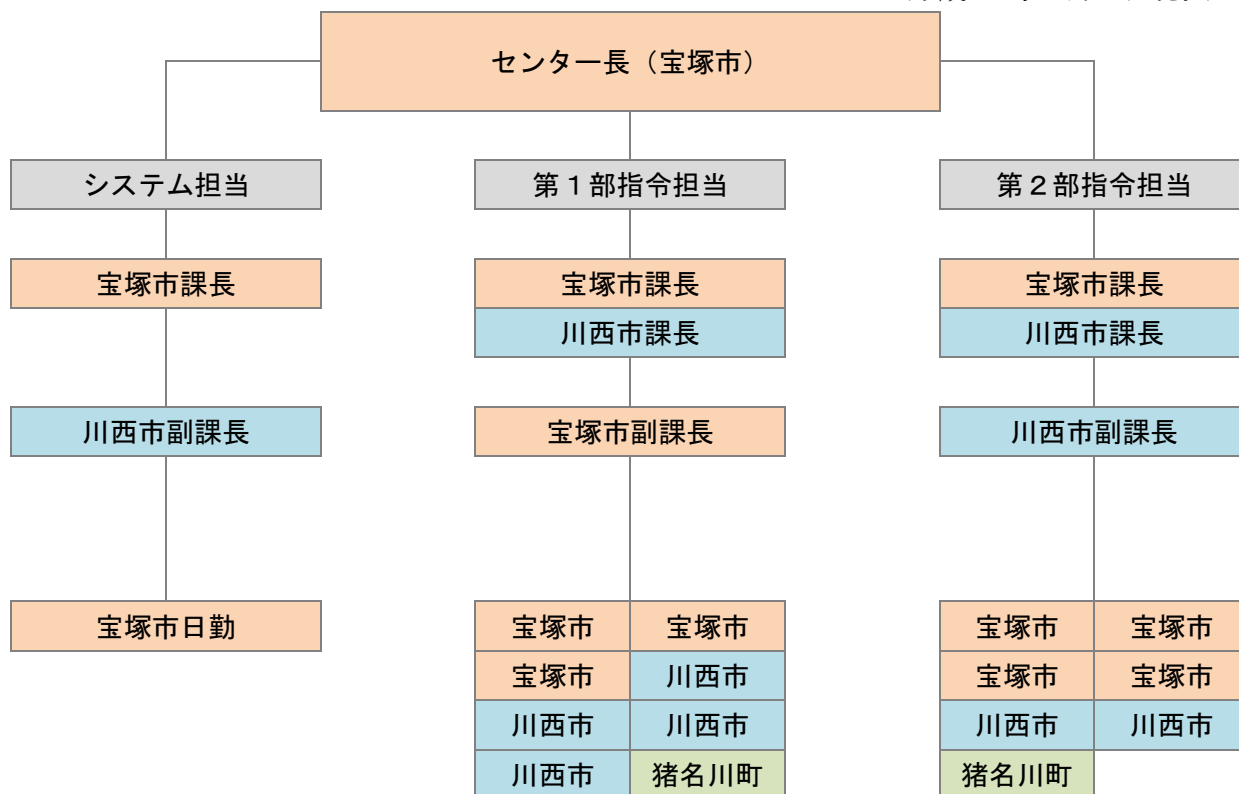 センター長（宝塚市）
システム担当 第１部指令担当 第２部指令担当
宝塚市課長 宝塚市課長 宝塚市課長
川西市課長 川西市課長
川西市副課長 宝塚市副課長 川西市副課長
宝塚市日勤 宝塚市 宝塚市 宝塚市 宝塚市
宝塚市 川西市 宝塚市 宝塚市
川西市 川西市 川西市 川西市
川西市 猪名川町 猪名川町